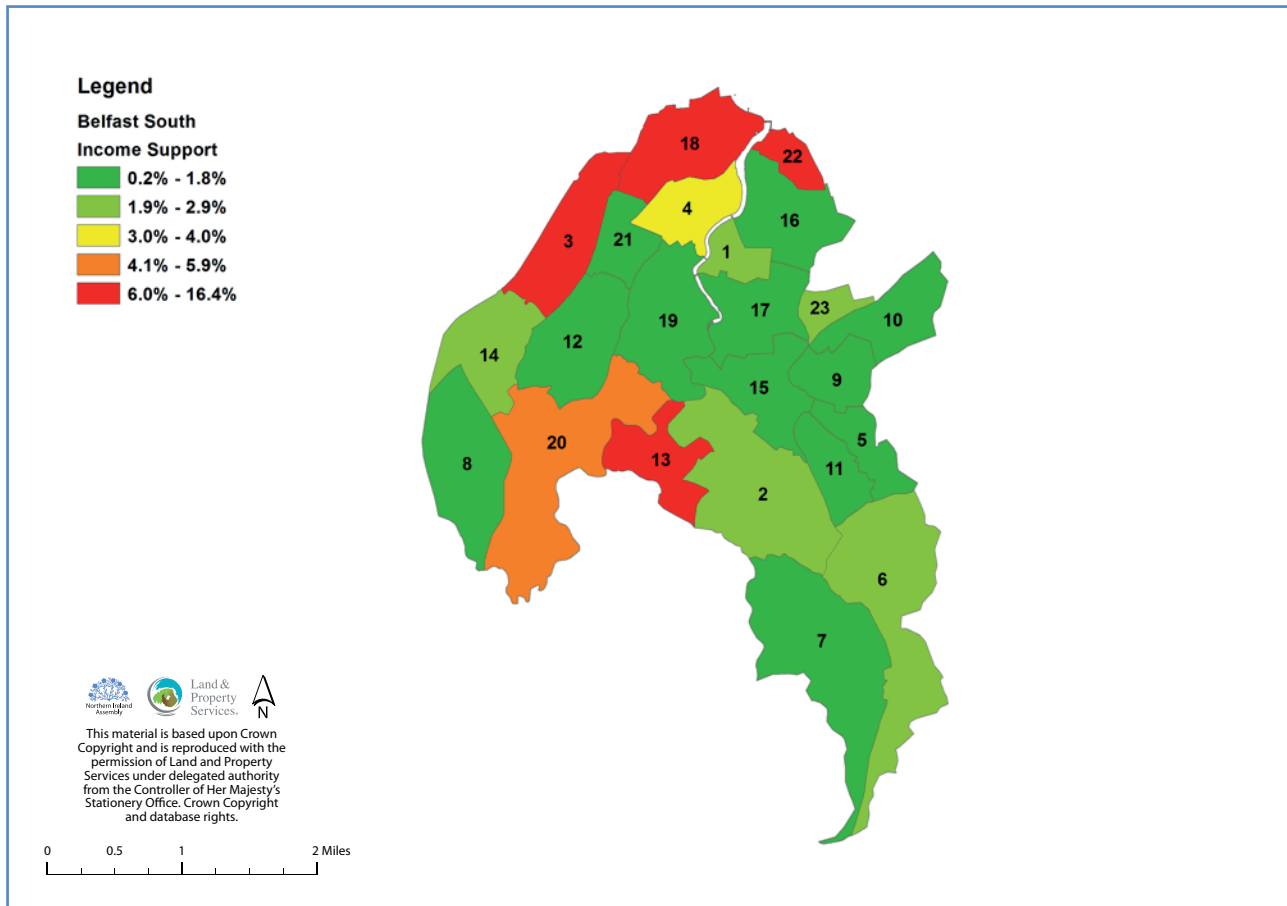 Legend
Belfast South
Income Support
0.2% - 1.8%
1.9% - 2.9%
3.0% - 4.0%
4.1% - 5.9%
6.0% - 16.4%
18
22
4
16
3
21
1
17
23
10
19
12
14
9
15
5
20
13
8
11
2
6
7
Northern Ireland
Assembly
Land &
Property
Services.
N
This material is based upon Crown
Copyright and is reproduced with the
permission of Land and Property
Services under delegated authority
from the Controller of Her Majesty's
Stationery Office. Crown Copyright
and database rights.
0 0.5 1 2 Miles